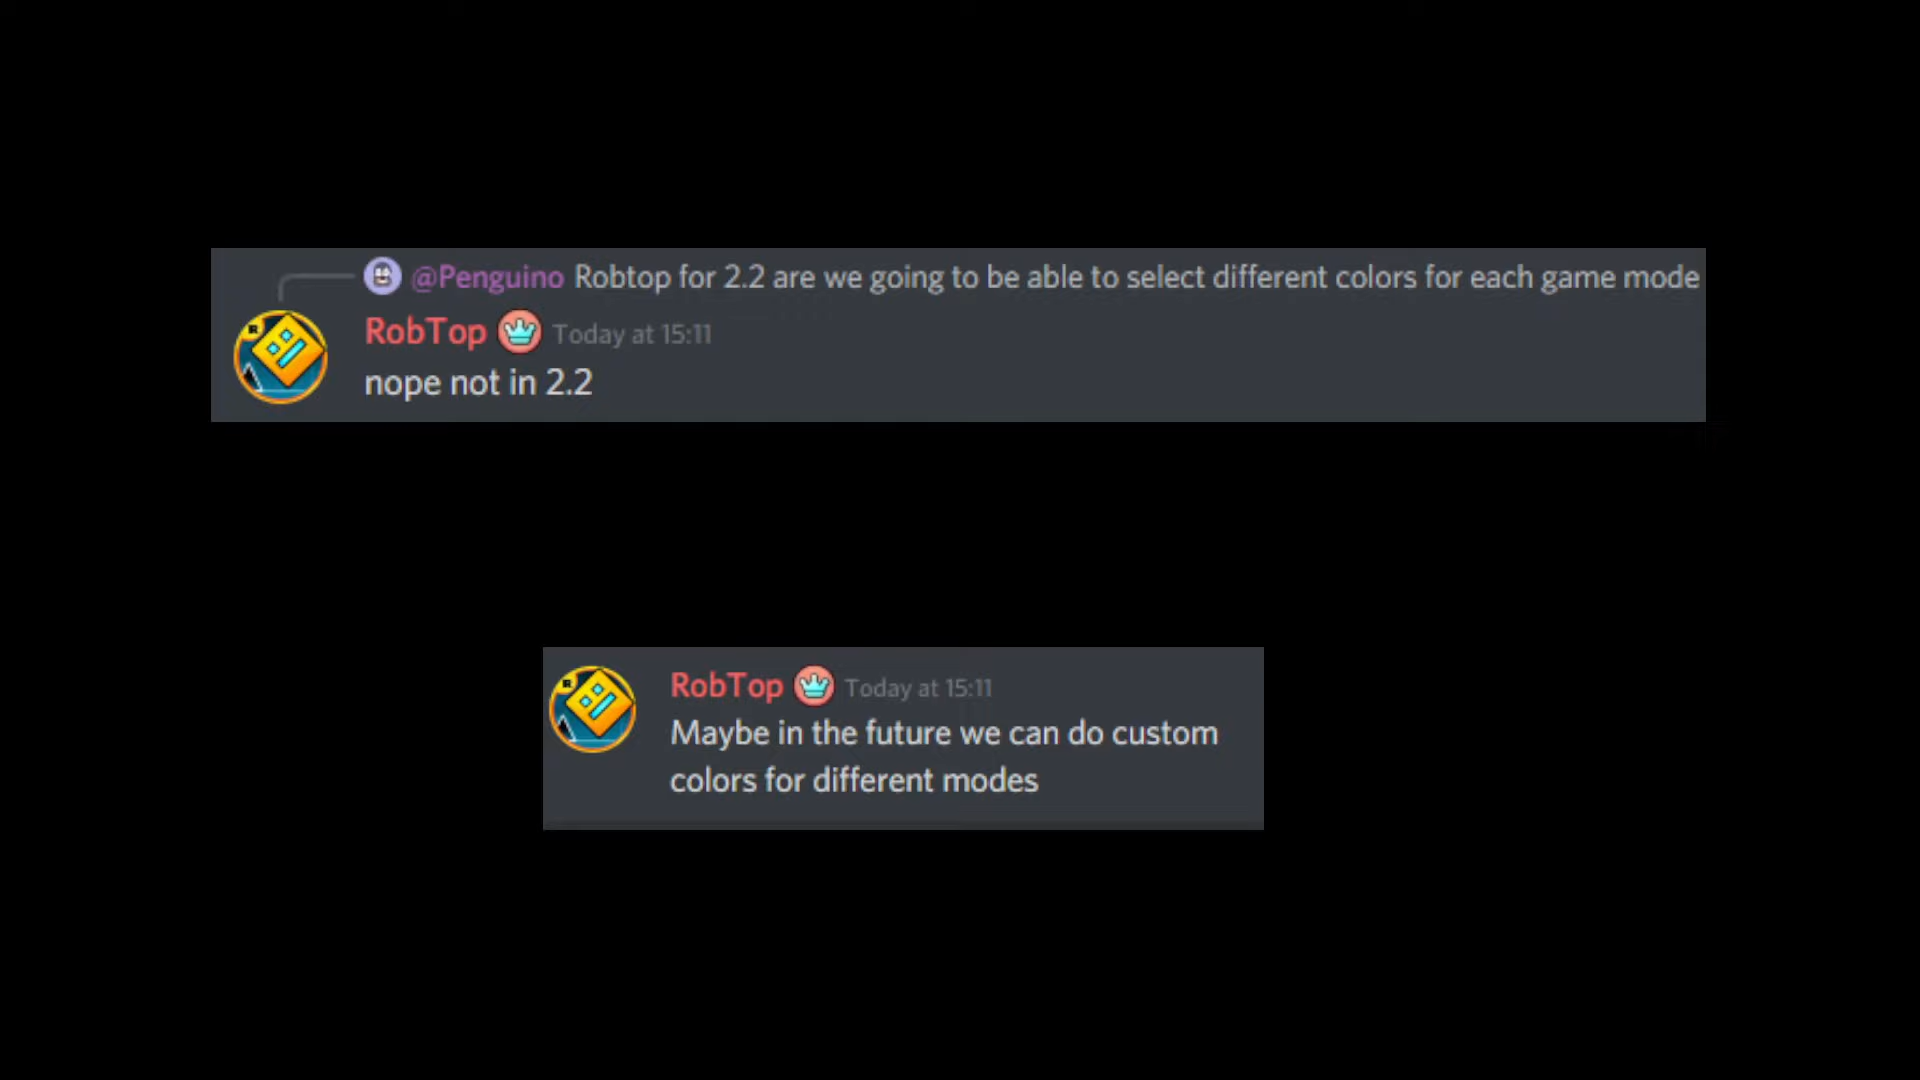 @Penguino Robtop for 2.2 are we going to be able to select different colors for each game mode
RobTop Today at 15:11
nope not in 2.2
RobTop Today at 15:11
Maybe in the future we can do custom
colors for different modes